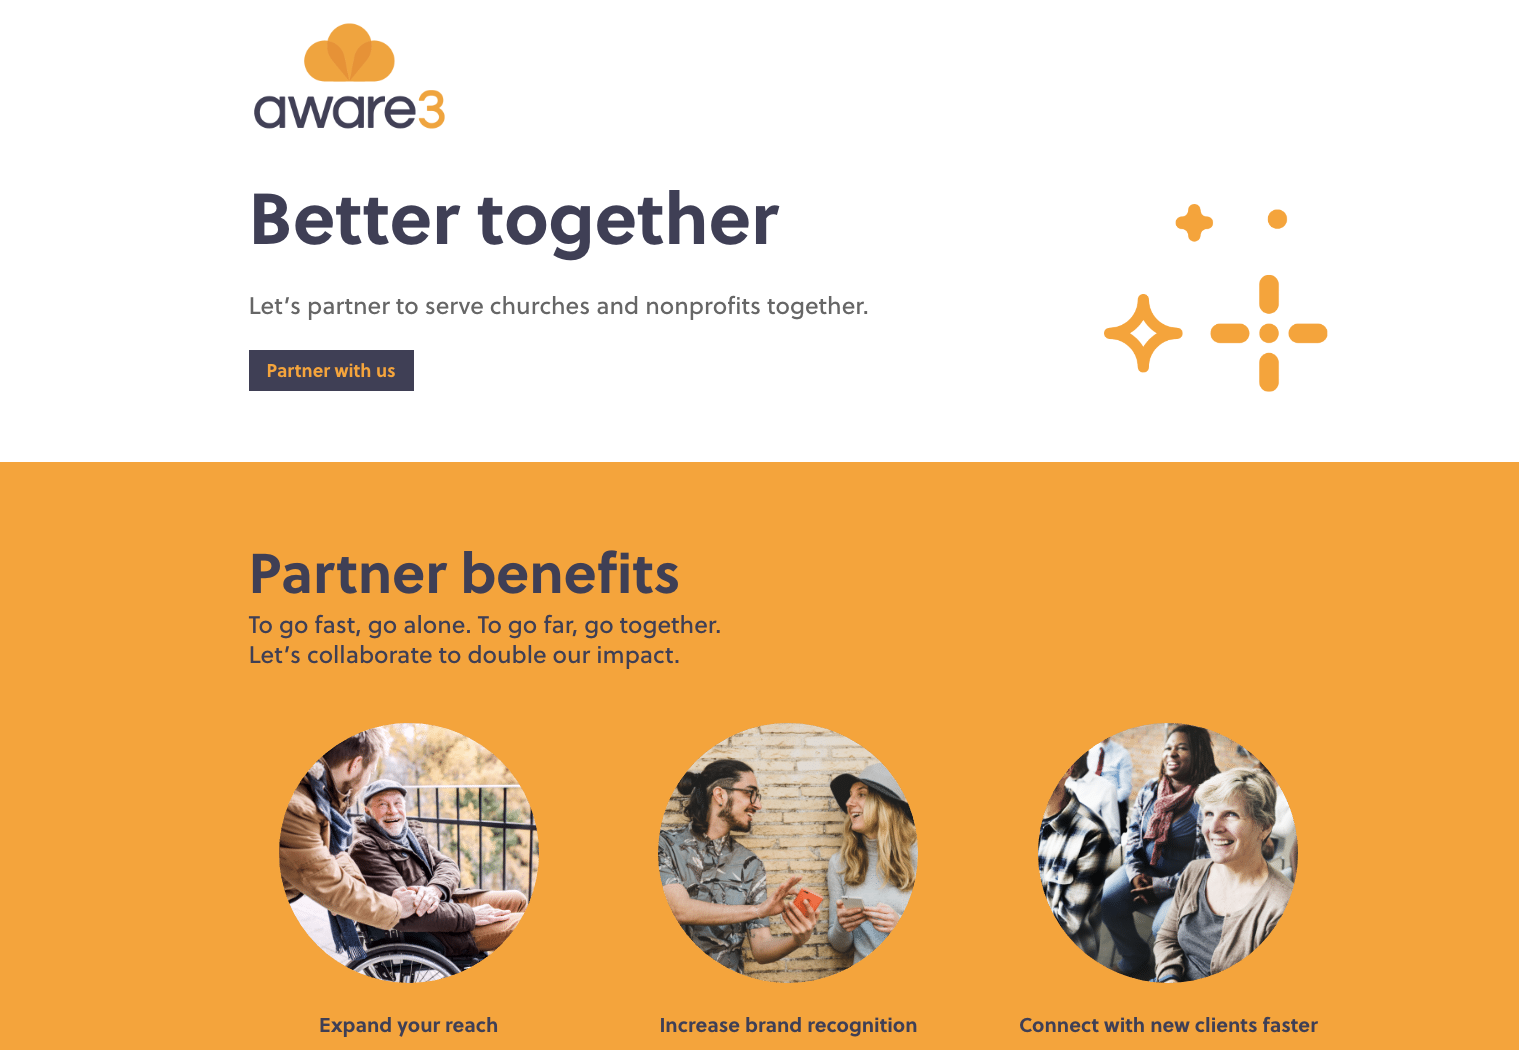 aware3
Better together
Let’s partner to serve churches and nonprofits together.
Partner with us
Partner benefits
To go fast, go alone. To go far, go together.
Let’s collaborate to double our impact.
Expand your reach
Increase brand recognition
Connect with new clients faster